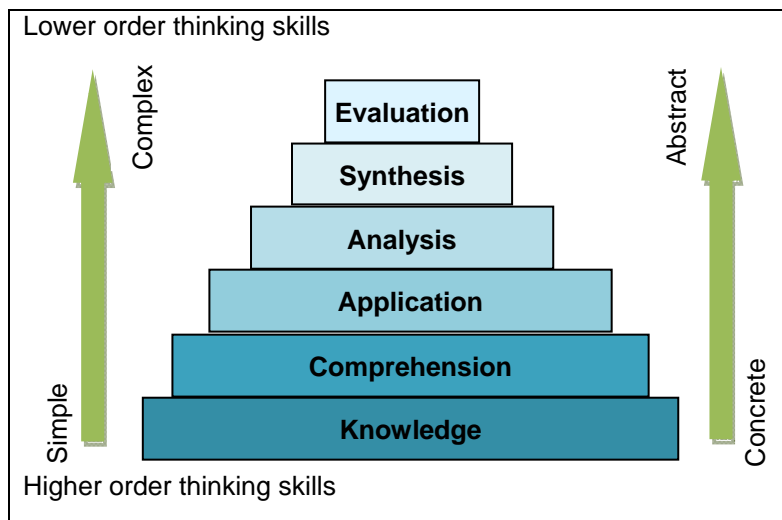 Lower order thinking skills
Complex
Abstract
Evaluation
Synthesis
Analysis
Application
Comprehension
Knowledge
Simple
Concrete
Higher order thinking skills